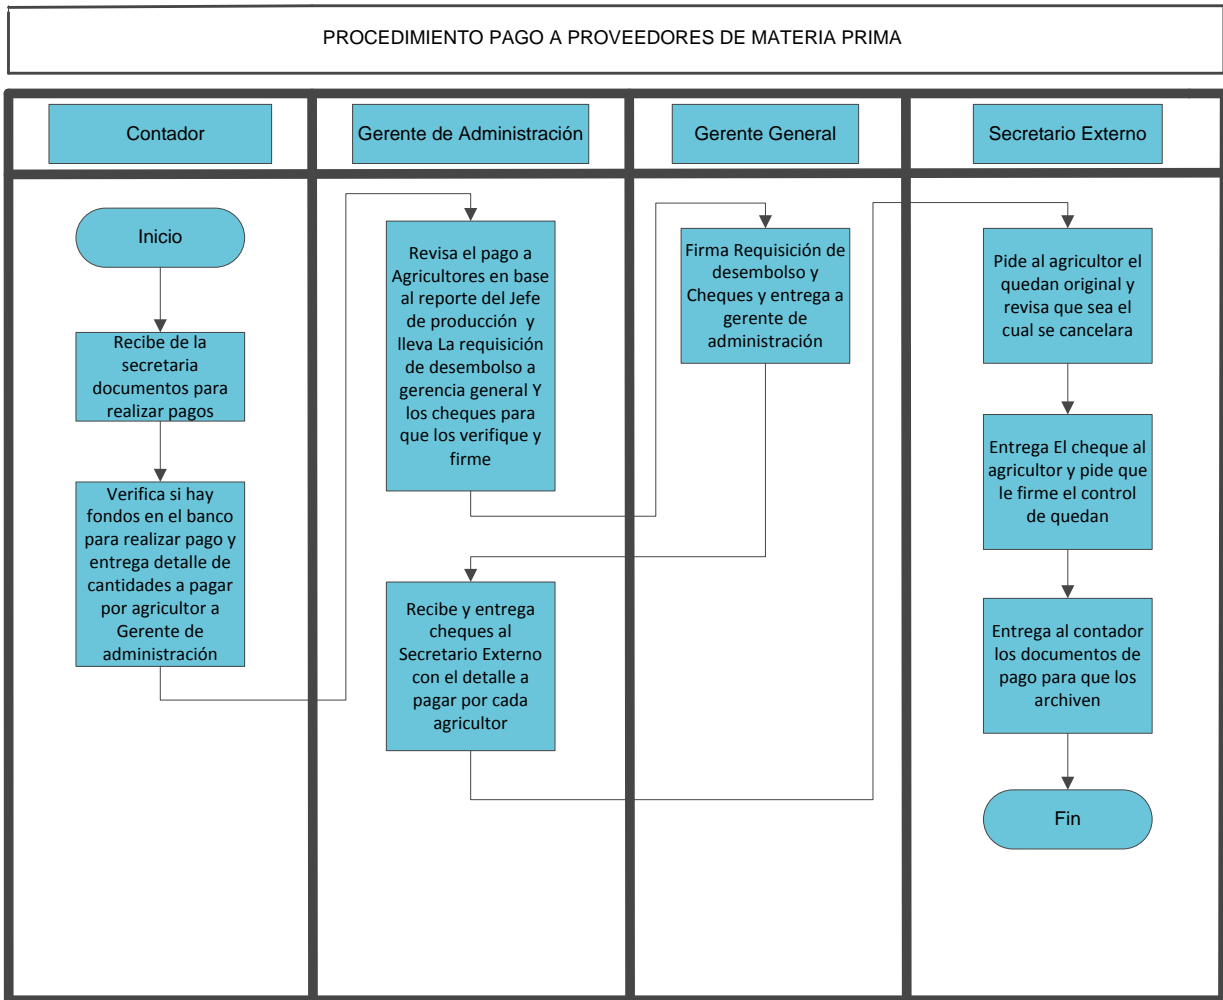 PROCEDIMIENTO PAGO A PROVEEDORES DE MATERIA PRIMA
Contador
Gerente de Administración
Gerente General
Secretario Externo
Inicio
Recibe de la
secretaria
documentos para
realizar pagos
Verifica si hay
fondos en el banco
para realizar pago y
entrega detalle de
cantidades a pagar
por agricultor a
Gerente de
administración
Revisa el pago a
Agricultores en base
al reporte del Jefe
de producción y
lleva La requisición
de desembolso a
gerencia general Y
los cheques para
que los verifique y
firme
Firma Requisición de
desembolso y
Cheques y entrega a
gerente de
administración
Recibe y entrega
cheques al
Secretario Externo
con el detalle a
pagar por cada
agricultor
Pide al agricultor el
quedan original y
revisa que sea el
cual se cancelara
Entrega El cheque al
agricultor y pide que
le firme el control
de quedan
Entrega al contador
los documentos de
pago para que los
archiven
Fin